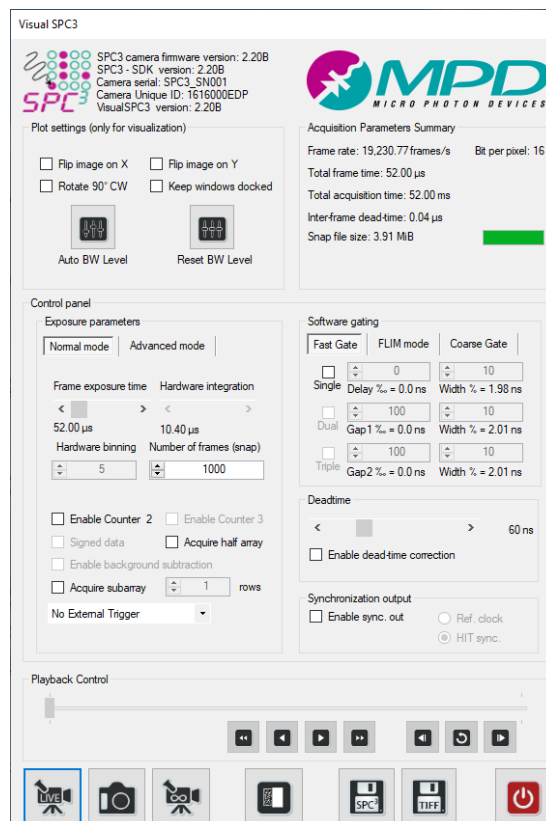 Visual SPC3
SPC³
SPC3 camera firmware version: 2.20B
SPC3 - SDK version: 2.20B
Camera serial: SPC3_SN001
Camera Unique ID: 1616000EDP
VisualSPC3 version: 2.20B
MPD
MICRO PHOTON DEVICES
Plot settings (only for visualization)
Flip image on X
Flip image on Y
Rotate 90° CW
Keep windows docked
Auto BW Level
Reset BW Level
Acquisition Parameters Summary
Frame rate: 19,230.77 frames/s
Bit per pixel: 16
Total frame time: 52.00 µs
Total acquisition time: 52.00 ms
Inter-frame dead-time: 0.04 µs
Snap file size: 3.91 MiB
Control panel
Exposure parameters
Normal mode
Advanced mode
Frame exposure time
Hardware integration
52.00 µs
10.40 µs
Hardware binning
Number of frames (snap)
5
1000
Enable Counter 2
Enable Counter 3
Signed data
Acquire half array
Enable background subtraction
Acquire subarray
1
rows
No External Trigger
Software gating
Fast Gate
FLIM mode
Coarse Gate
0
10
Single
Delay ‰ = 0.0 ns
Width % = 1.98 ns
100
10
Dual
Gap1 ‰ = 0.0 ns
Width % = 2.01 ns
100
10
Triple
Gap2 ‰ = 0.0 ns
Width % = 2.01 ns
Deadtime
60 ns
Enable dead-time correction
Synchronization output
Enable sync. out
Ref. clock
HIT sync.
Playback Control
LIVE
SPC³
TIFF